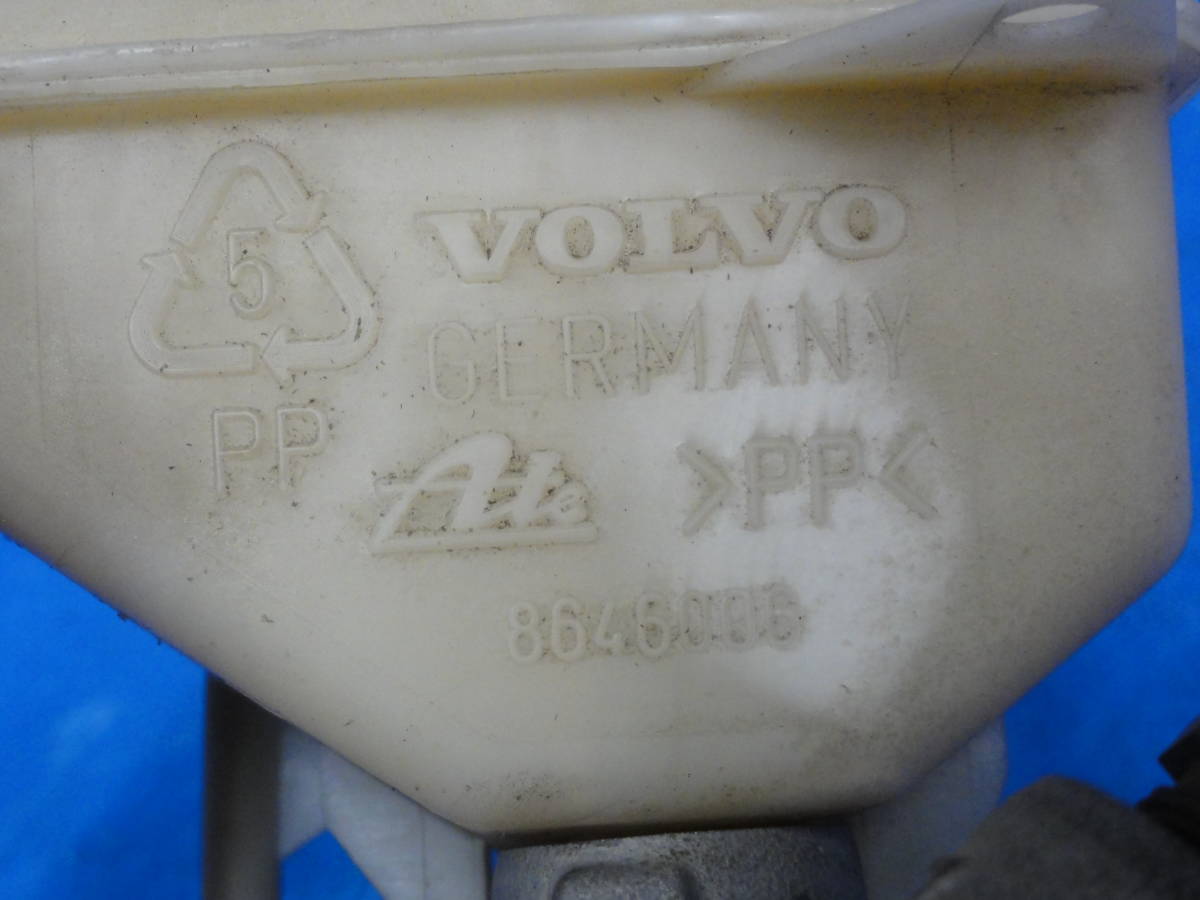 5
PP
VOLVO
GERMANY
Ate >PP<
8646006